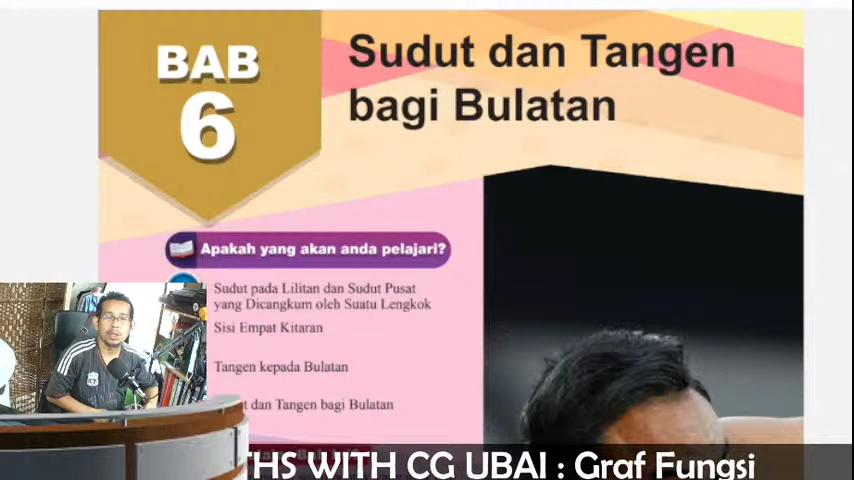 BAB
6
Sudut dan Tangen
bagi Bulatan
Apakah yang akan anda pelajari?
Sudut pada Lilitan dan Sudut Pusat
yang Dicangkum oleh Suatu Lengkok
Sisi Empat Kitaran
Tangen kepada Bulatan
dan Tangen bagi Bulatan
THS WITH CG UBAI : Graf Fungsi